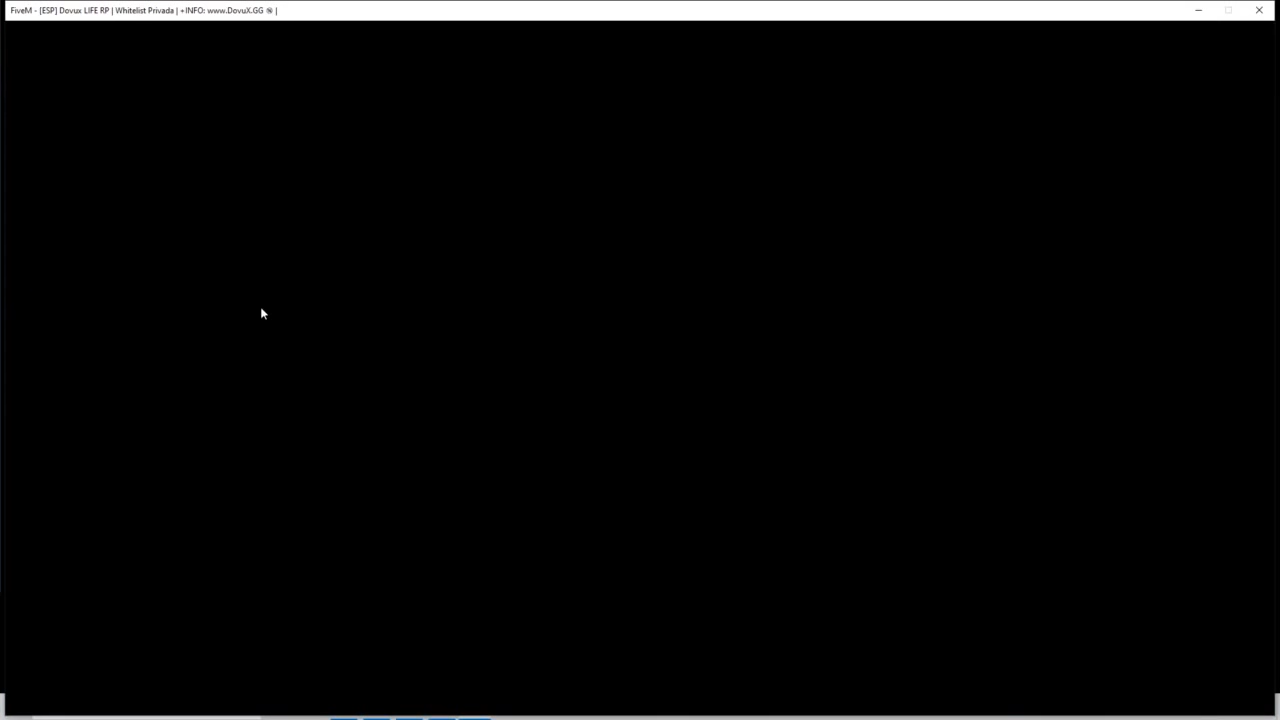 FiveM - [ESP] Dovux LIFE RP | Whitelist Privada | +INFO: www.DovuX.GG 🔞 |